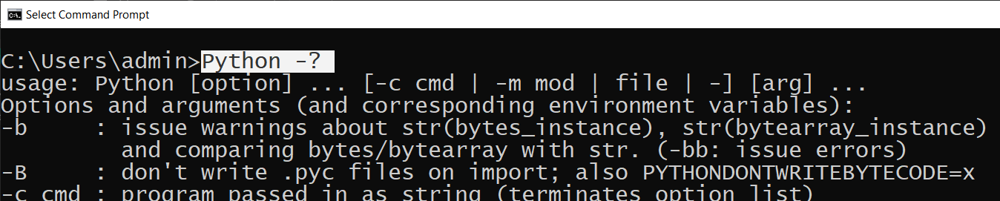 Select Command Prompt
C:\Users\admin>Python -?
usage: Python [option] ... [-c cmd | -m mod | file | -] [arg] ...
Options and arguments (and corresponding environment variables):
-b     : issue warnings about str(bytes_instance), str(bytearray_instance)
         and comparing bytes/bytearray with str. (-bb: issue errors)
-B     : don't write .pyc files on import; also PYTHONDONTWRITEBYTECODE=x
-c cmd : program passed in as string (terminates option list)